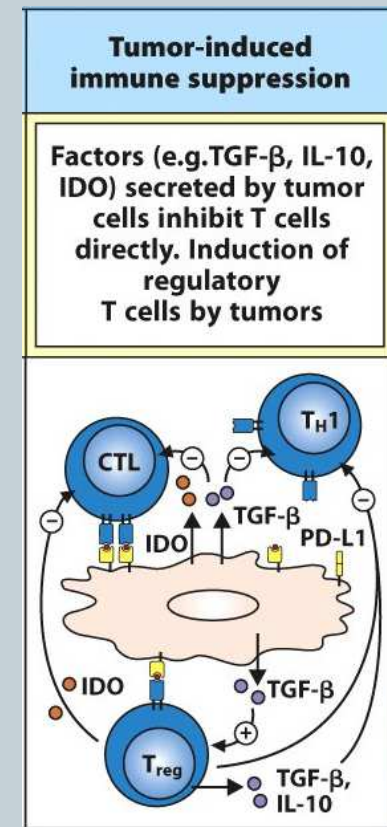 Tumor-induced
immune suppression
Factors (e.g.TGF-β, IL-10,
IDO) secreted by tumor
cells inhibit T cells
directly. Induction of
regulatory
T cells by tumors
CTL
TH1
−
−
−
−
IDO
TGF-β
PD-L1
IDO
TGF-β
+
Treg
TGF-β,
IL-10